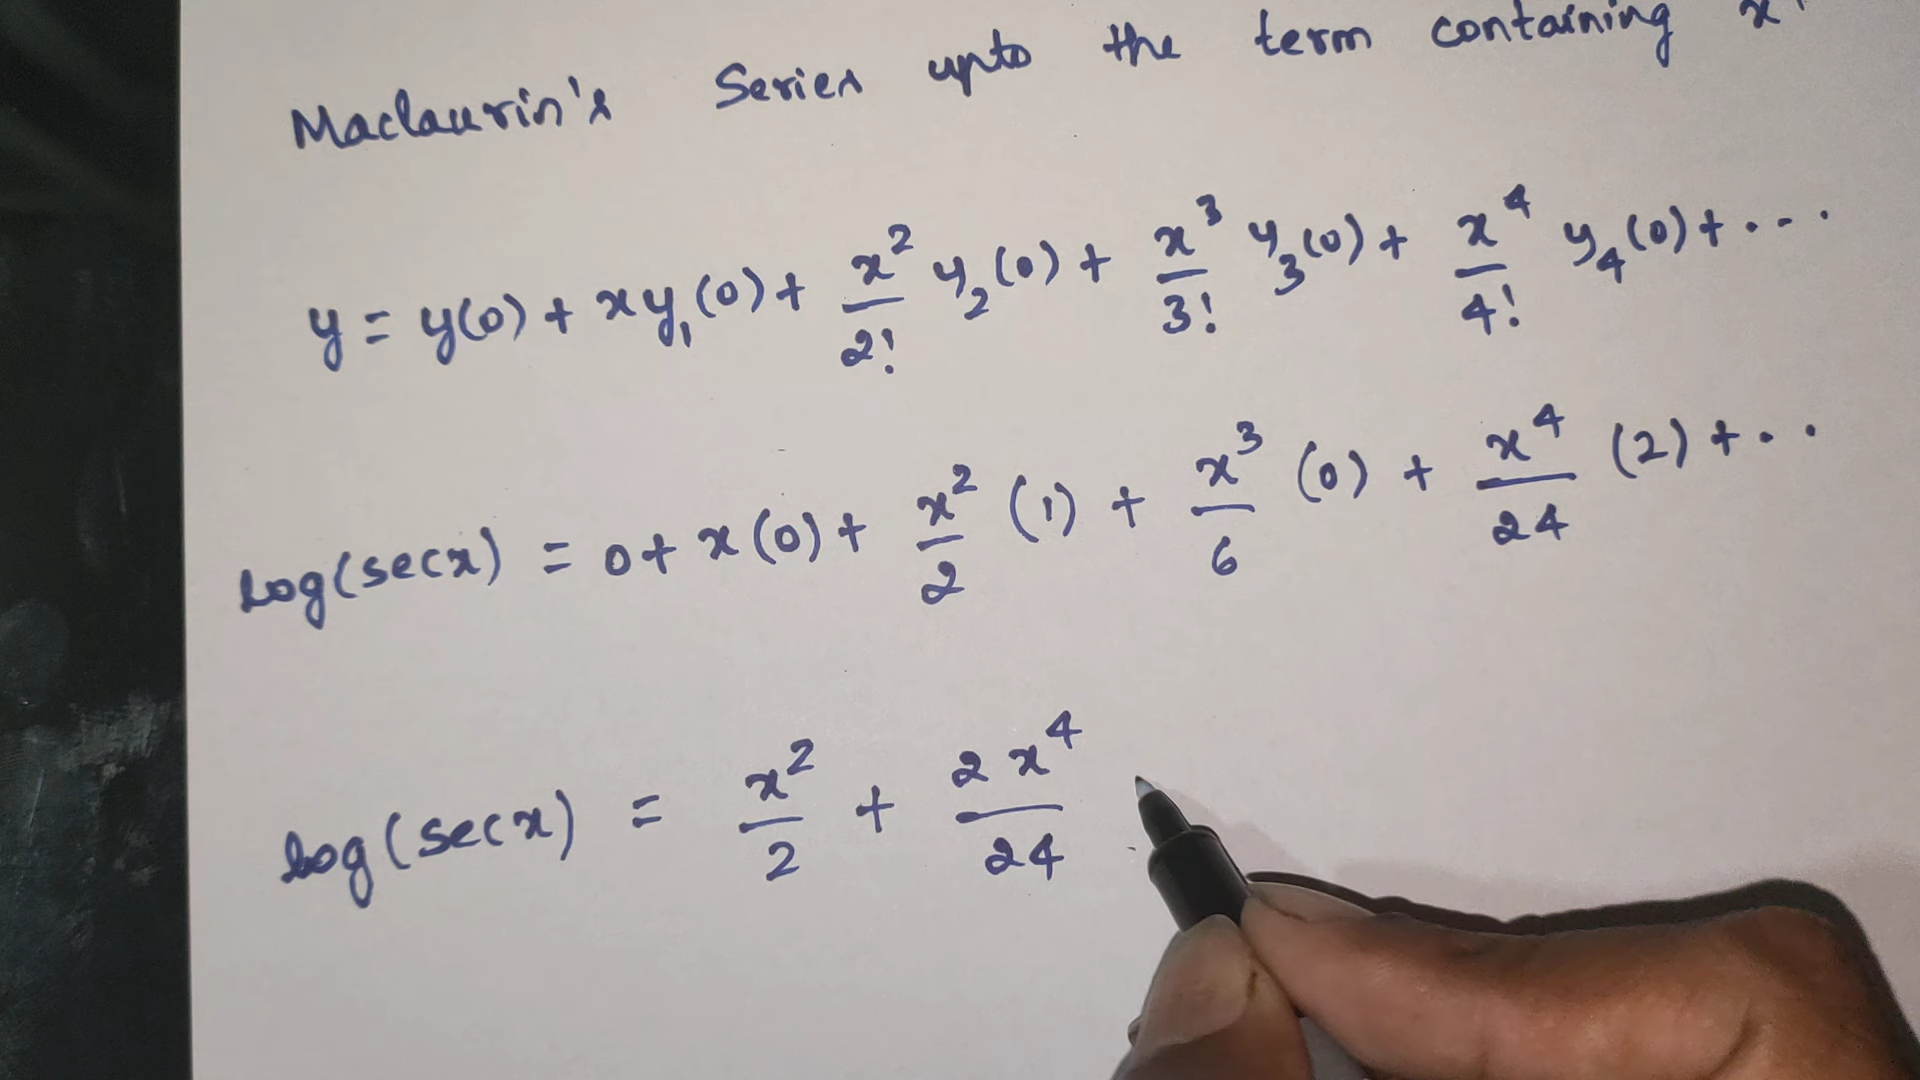 Maclaurin's Series upto the term containing x
y = y(0) + xy₁(0) + x²/2! y₂(0) + x³/3! y₃(0) + x⁴/4! y₄(0) + ...
log(secx) = 0 + x(0) + x²/2 (1) + x³/6 (0) + x⁴/24 (2) + ..
log(secx) = x²/2 + 2x⁴/24